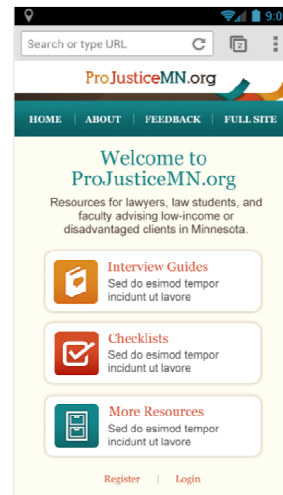 9:0
Search or type URL
2
ProJusticeMN.org
HOME | ABOUT | FEEDBACK | FULL SITE
Welcome to
ProJusticeMN.org
Resources for lawyers, law students, and
faculty advising low-income or
disadvantaged clients in Minnesota.
Interview Guides
Sed do esimod tempor
incidunt ut lavore
Checklists
Sed do esimod tempor
incidunt ut lavore
More Resources
Sed do esimod tempor
incidunt ut lavore
Register | Login